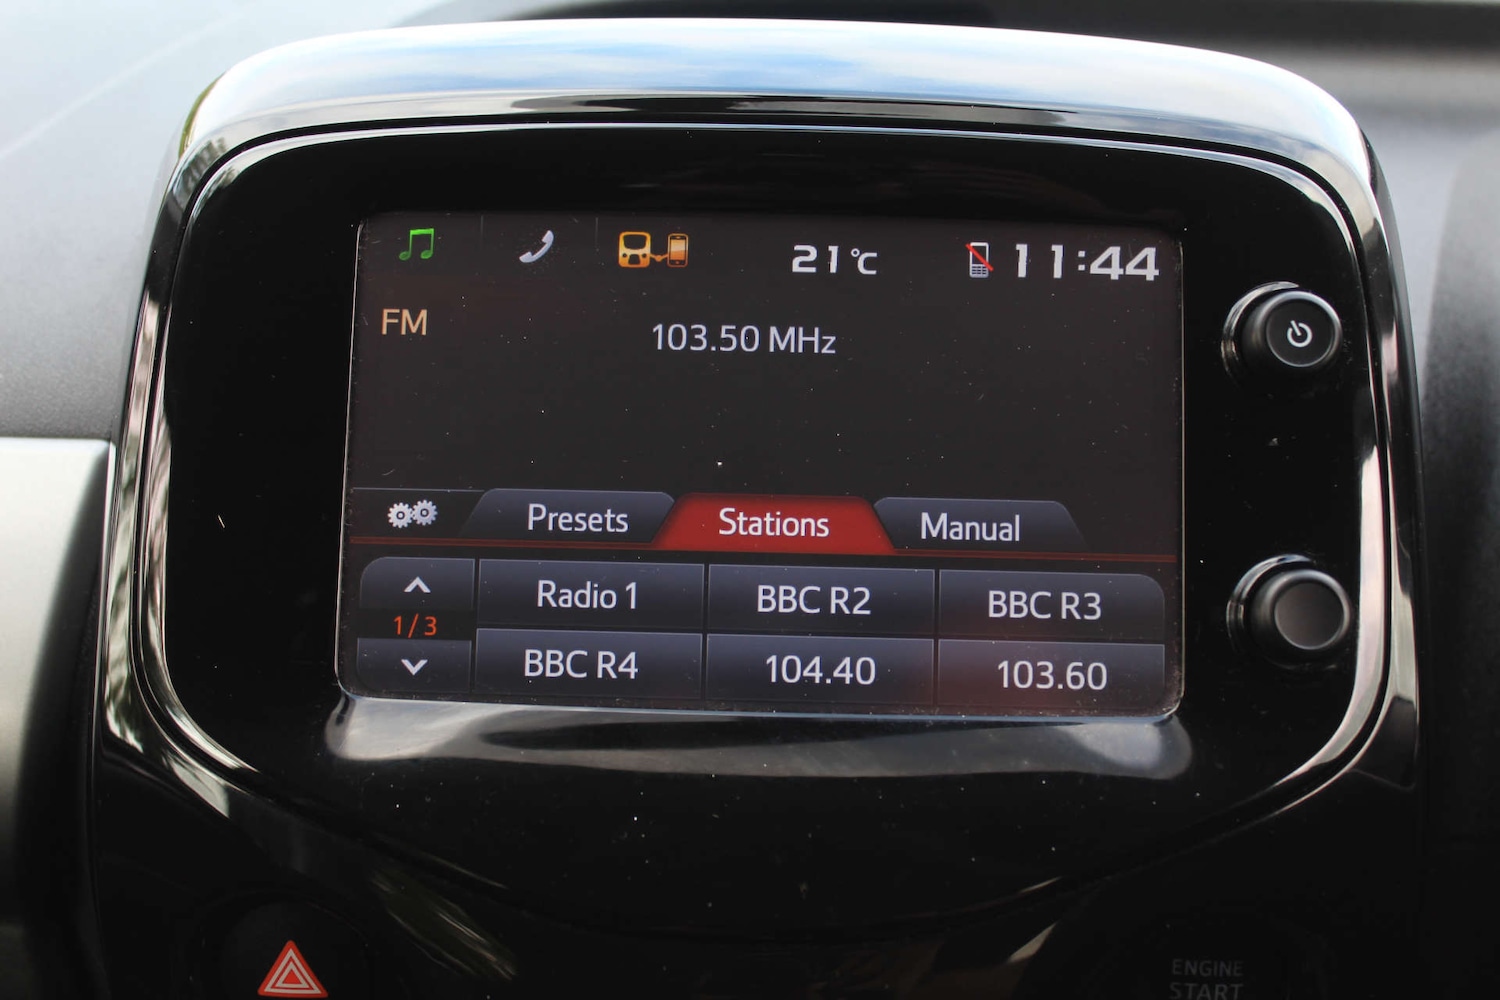 21°C 11:44
FM
103.50 MHz
Presets Stations Manual
Radio 1 BBC R2 BBC R3
1/3
BBC R4 104.40 103.60
ENGINE
START